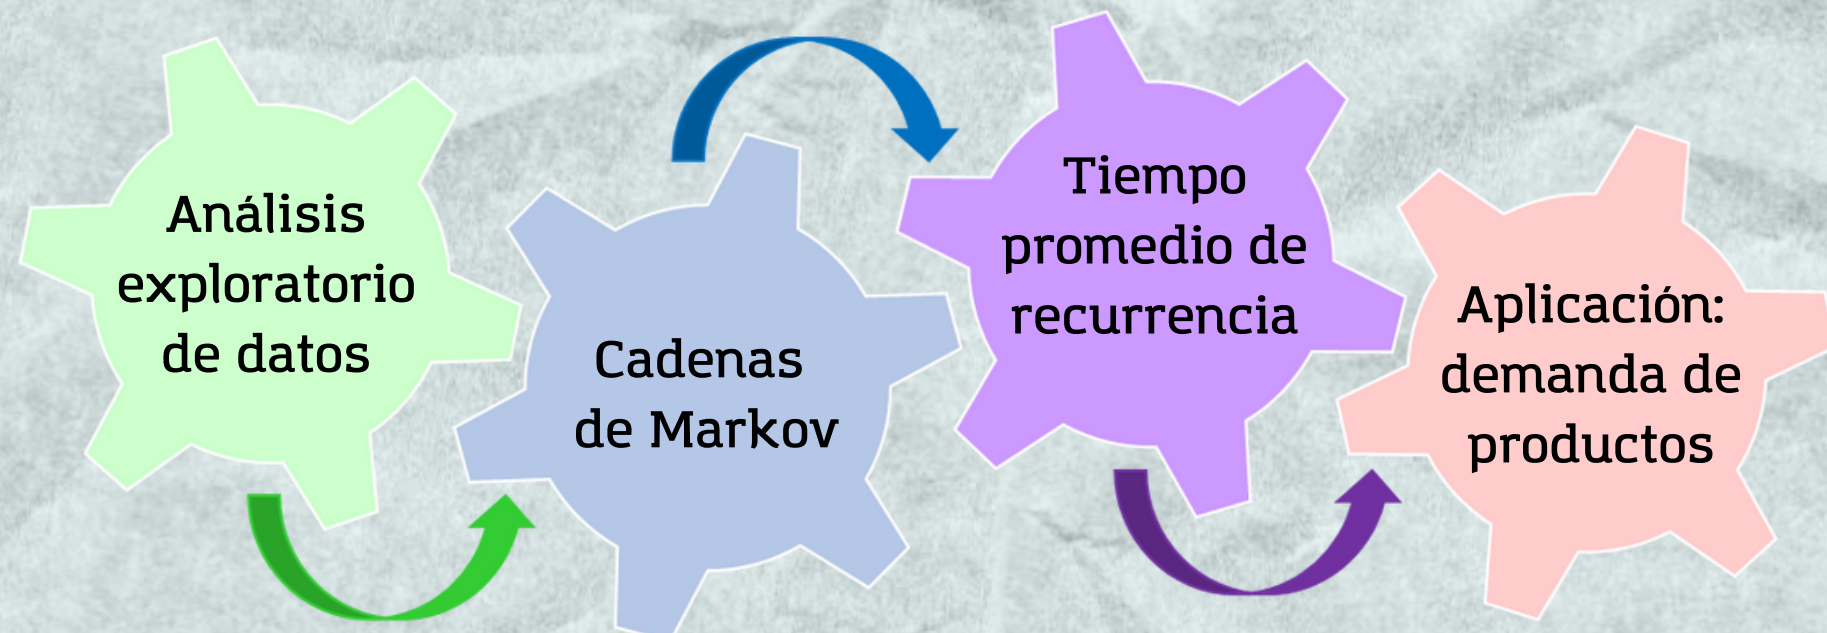 Análisis
exploratorio
de datos
Cadenas
de Markov
Tiempo
promedio de
recurrencia
Aplicación:
demanda de
productos